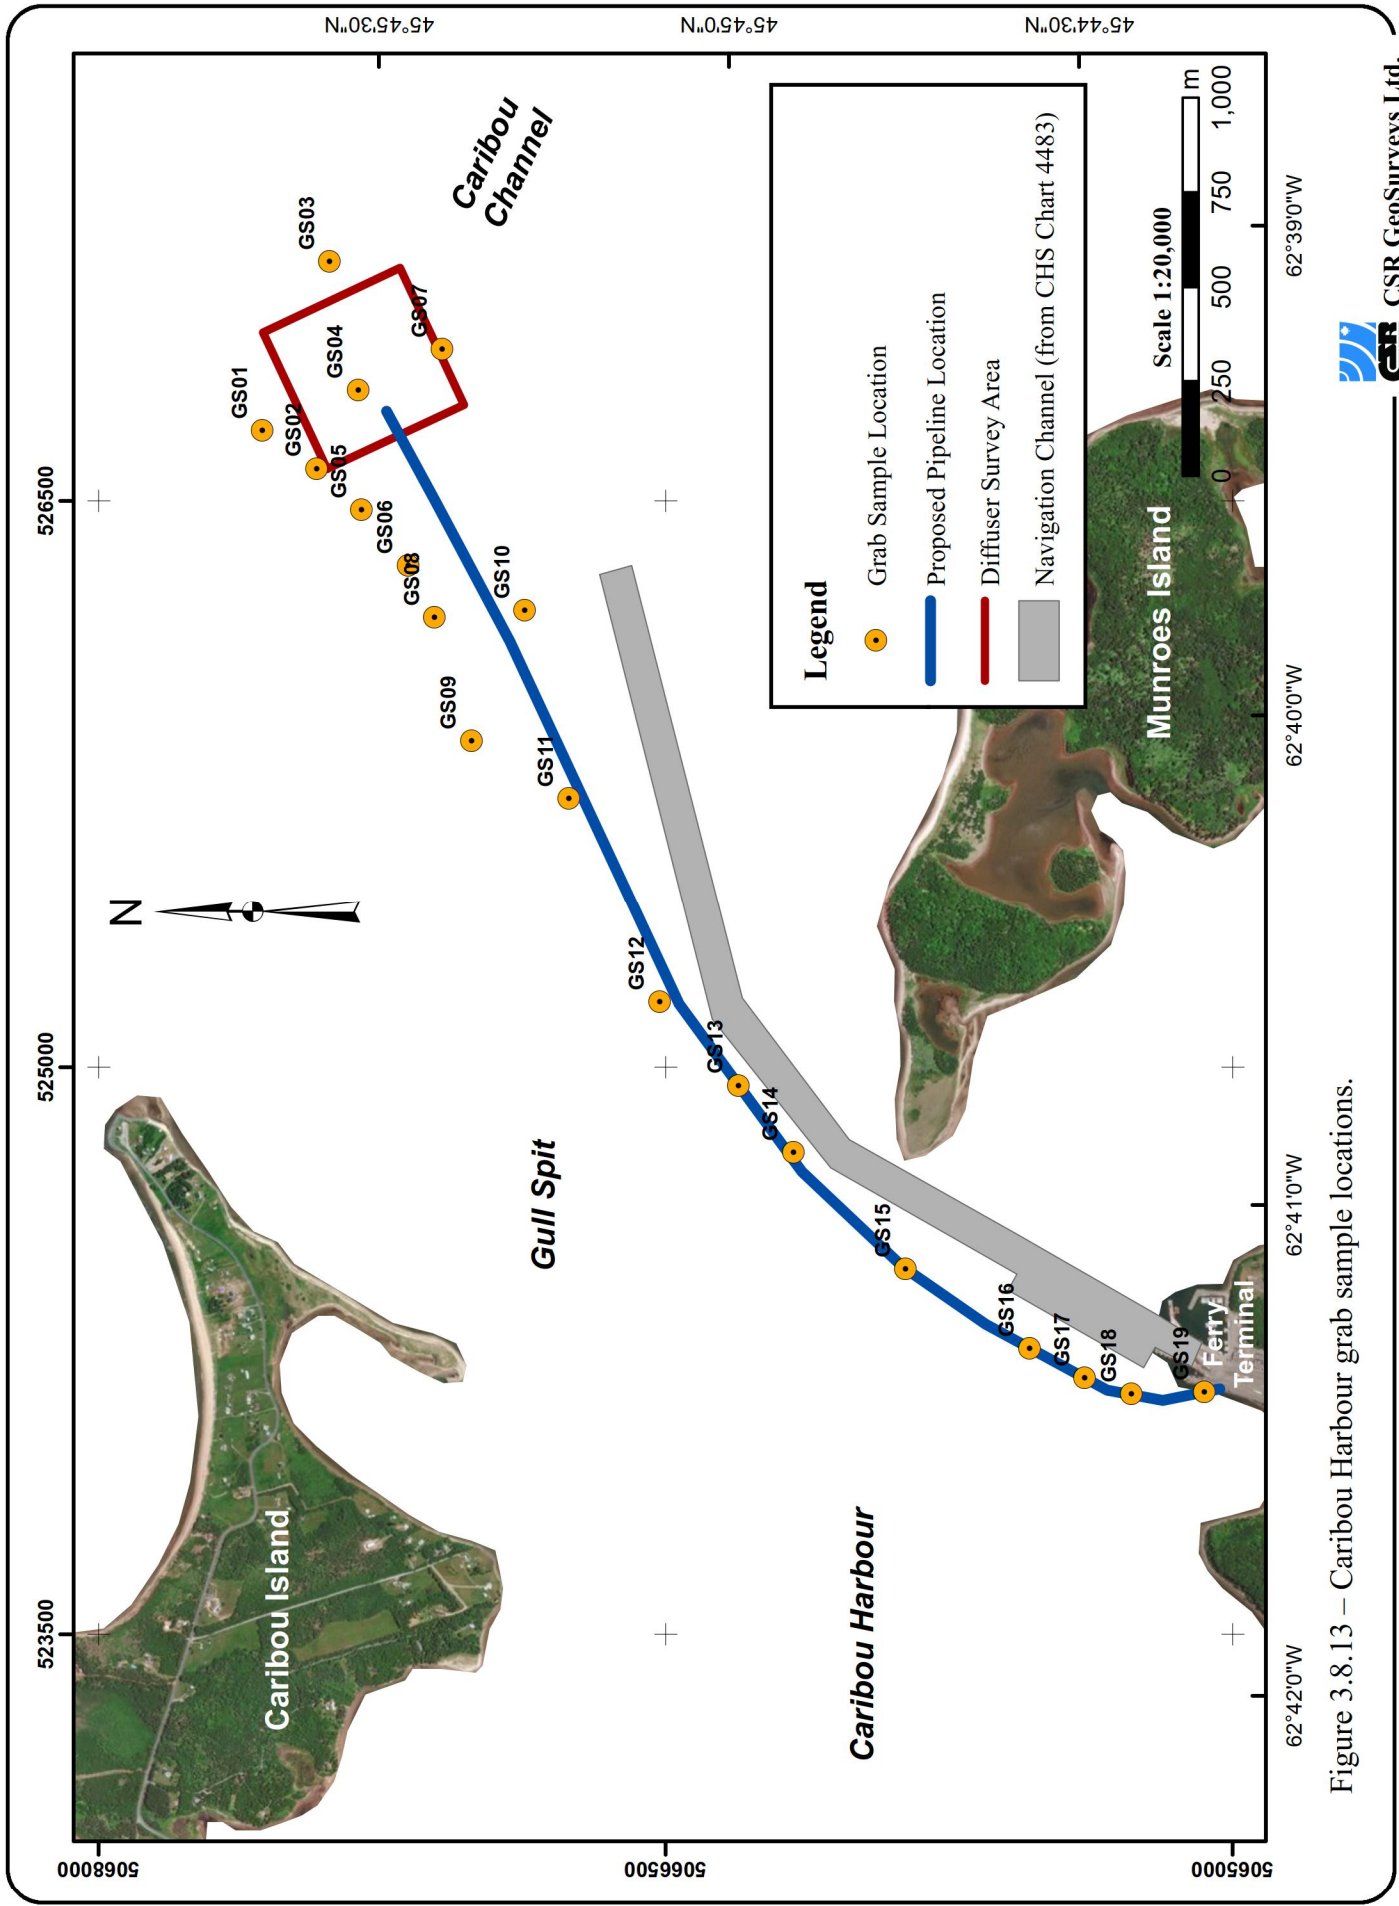 523500
525000
526500
5068000
5066500
5065000
45°45'30"N
45°45'0"N
45°44'30"N
62°42'0"W
62°41'0"W
62°40'0"W
62°39'0"W
N
Caribou Island
Gull Spit
Caribou Harbour
Caribou
Channel
Munroes Island
Ferry
Terminal
GS01
GS02
GS03
GS04
GS05
GS06
GS07
GS08
GS09
GS10
GS11
GS12
GS13
GS14
GS15
GS16
GS17
GS18
GS19
Legend
Grab Sample Location
Proposed Pipeline Location
Diffuser Survey Area
Navigation Channel (from CHS Chart 4483)
Scale 1:20,000
m
0 250 500 750 1,000
Figure 3.8.13 – Caribou Harbour grab sample locations.
CSR CSR GeoSurveys Ltd.